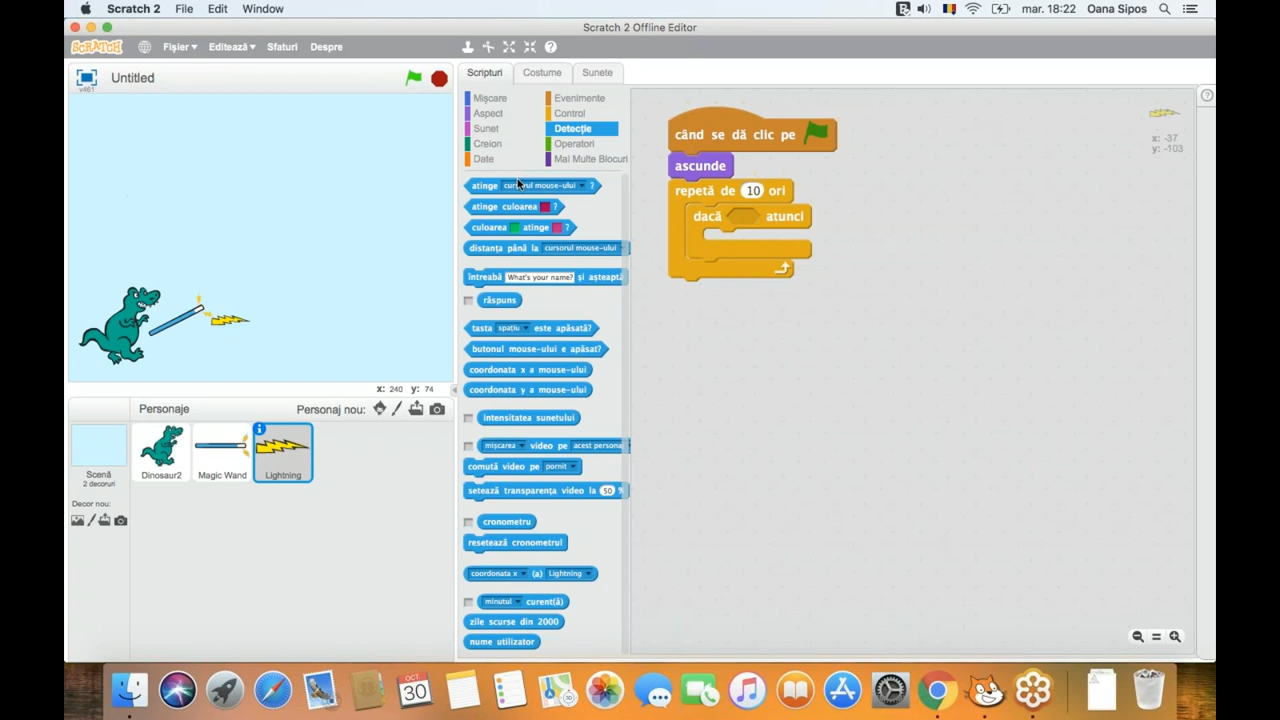 Scratch 2 File Edit Window
mar. 18:22 Oana Sipos
Scratch 2 Offline Editor
SCRATCH Fișier Editează Sfaturi Despre
v461
Untitled
x: 240 y: 74
Personaje Personaj nou:
Scenă
2 decoruri
Decor nou:
Dinosaur2
Magic Wand
Lightning
Scripturi Costume Sunete
Mișcare
Aspect
Sunet
Creion
Date
Evenimente
Control
Detecție
Operatori
Mai Multe Blocuri
atinge cursorul mouse-ului ?
atinge culoarea ?
culoarea atinge ?
distanța până la cursorul mouse-ului
întreabă What's your name? și așteaptă
răspuns
tasta spațiu este apăsată?
butonul mouse-ului e apăsat?
coordonata x a mouse-ului
coordonata y a mouse-ului
intensitatea sunetului
mișcarea video pe acest persona
comută video pe pornit
setează transparența video la 50 %
cronometru
resetează cronometrul
coordonata x (a) Lightning
minutul curent(ă)
zile scurse din 2000
nume utilizator
când se dă clic pe
ascunde
repetă de 10 ori
dacă atunci
x: -37
y: -103
OCT
30